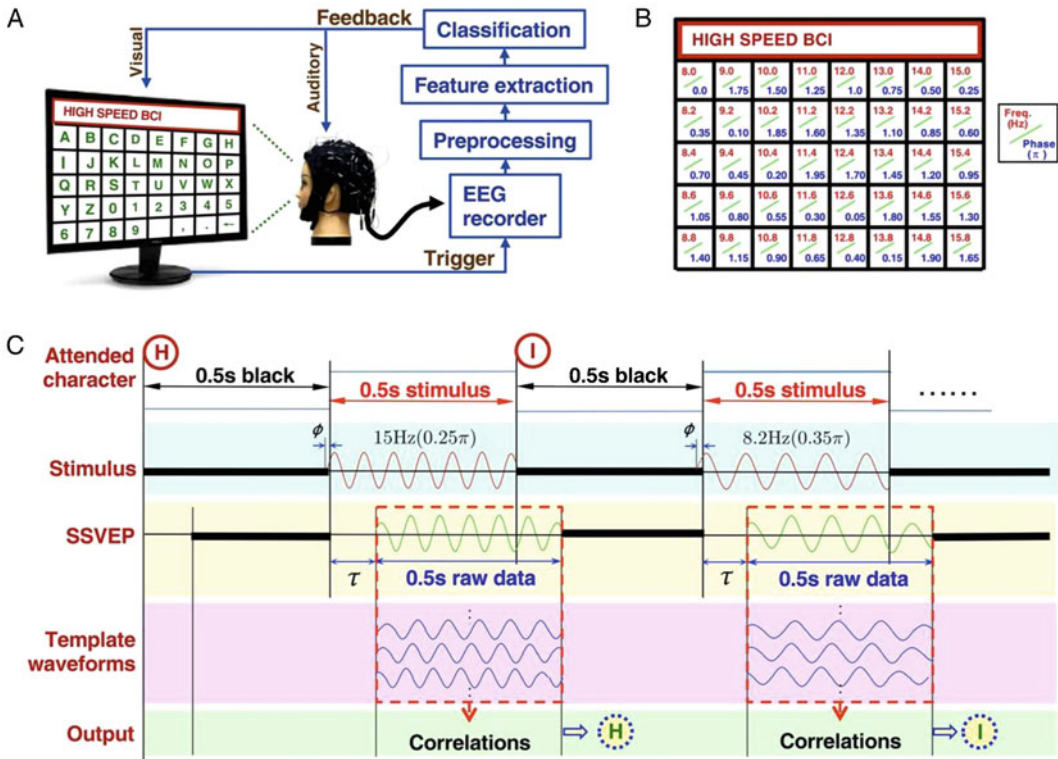 A
Feedback
Visual
Auditory
Classification
Feature extraction
Preprocessing
EEG
recorder
Trigger
HIGH SPEED BCI
A B C D E F G H
I J K L M N O P
Q R S T U V W X
Y Z 0 1 2 3 4 5
6 7 8 9 , . ←
B
HIGH SPEED BCI
8.0 9.0 10.0 11.0 12.0 13.0 14.0 15.0
0.0 1.75 1.50 1.25 1.0 0.75 0.50 0.25
8.2 9.2 10.2 11.2 12.2 13.2 14.2 15.2
0.35 0.10 1.85 1.60 1.35 1.10 0.85 0.60
8.4 9.4 10.4 11.4 12.4 13.4 14.4 15.4
0.70 0.45 0.20 1.95 1.70 1.45 1.20 0.95
8.6 9.6 10.6 11.6 12.6 13.6 14.6 15.6
1.05 0.80 0.55 0.30 0.05 1.80 1.55 1.30
8.8 9.8 10.8 11.8 12.8 13.8 14.8 15.8
1.40 1.15 0.90 0.65 0.40 0.15 1.90 1.65
Freq.
(Hz)
Phase
(π)
C
Attended
character
H
I
0.5s black
0.5s stimulus
0.5s black
0.5s stimulus
......
Stimulus
ϕ
15Hz(0.25π)
ϕ
8.2Hz(0.35π)
SSVEP
τ
0.5s raw data
τ
0.5s raw data
Template
waveforms
Output
Correlations
H
Correlations
I